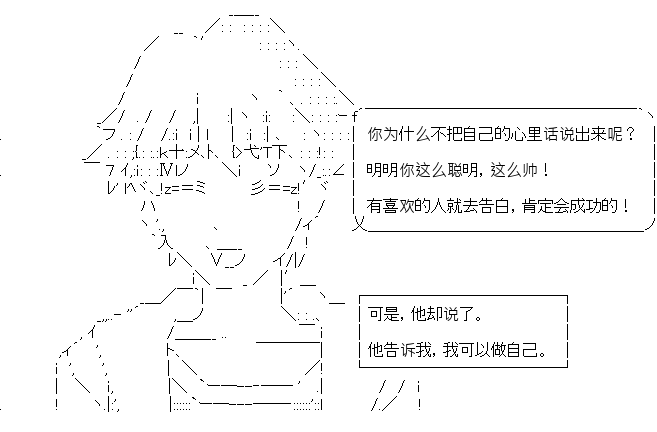 你为什么不把自己的心里话说出来呢？
明明你这么聪明，这么帅！
有喜欢的人就去告白，肯定会成功的！
可是，他却说了。
他告诉我，我可以做自己。